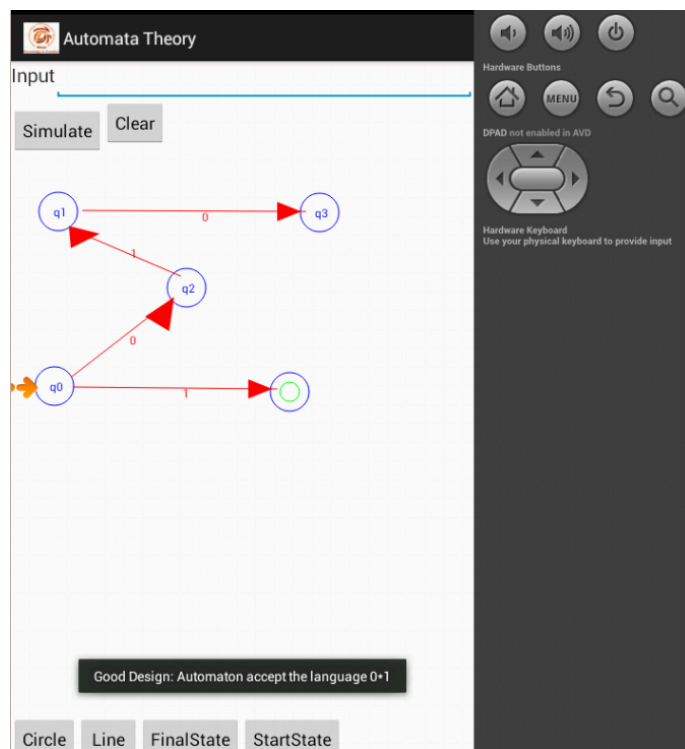 Automata Theory
Input
Simulate
Clear
q1
0
q3
1
q2
0
q0
1
Good Design: Automaton accept the language 0*1
Circle
Line
FinalState
StartState
Hardware Buttons
MENU
DPAD not enabled in AVD
Hardware Keyboard
Use your physical keyboard to provide input